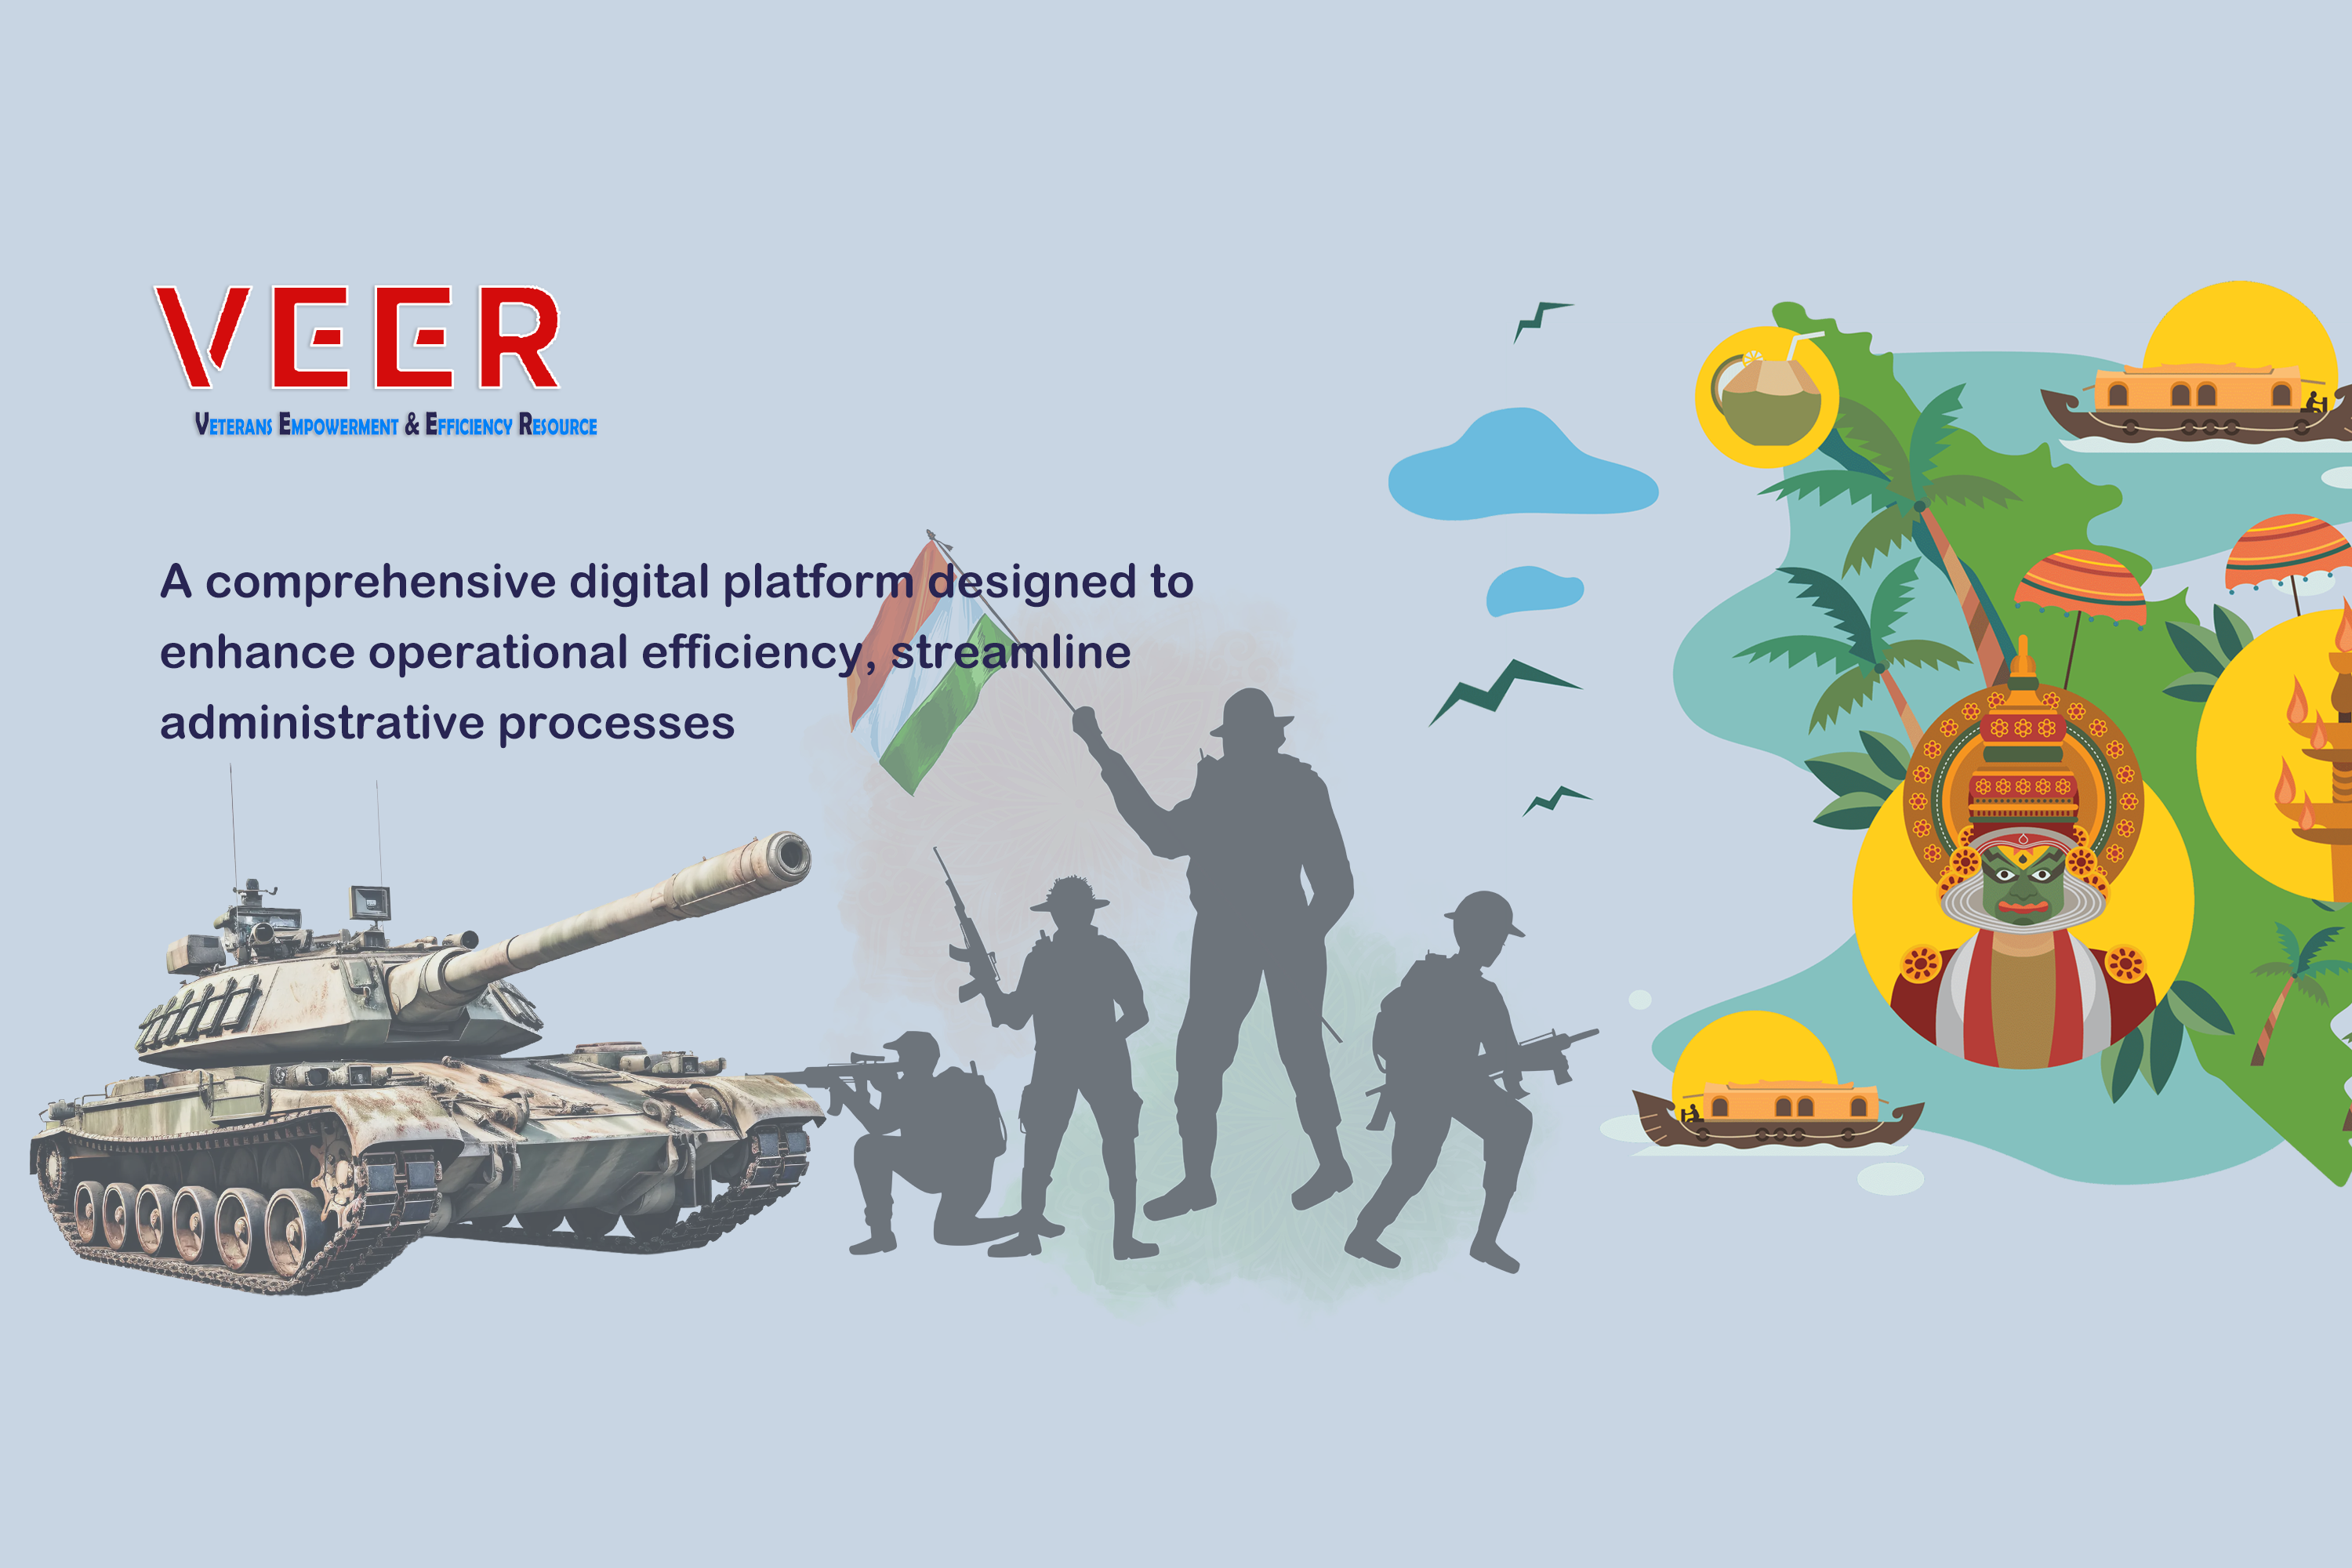 VEER
VETERANS EMPOWERMENT & EFFICIENCY RESOURCE
A comprehensive digital platform designed to
enhance operational efficiency, streamline
administrative processes